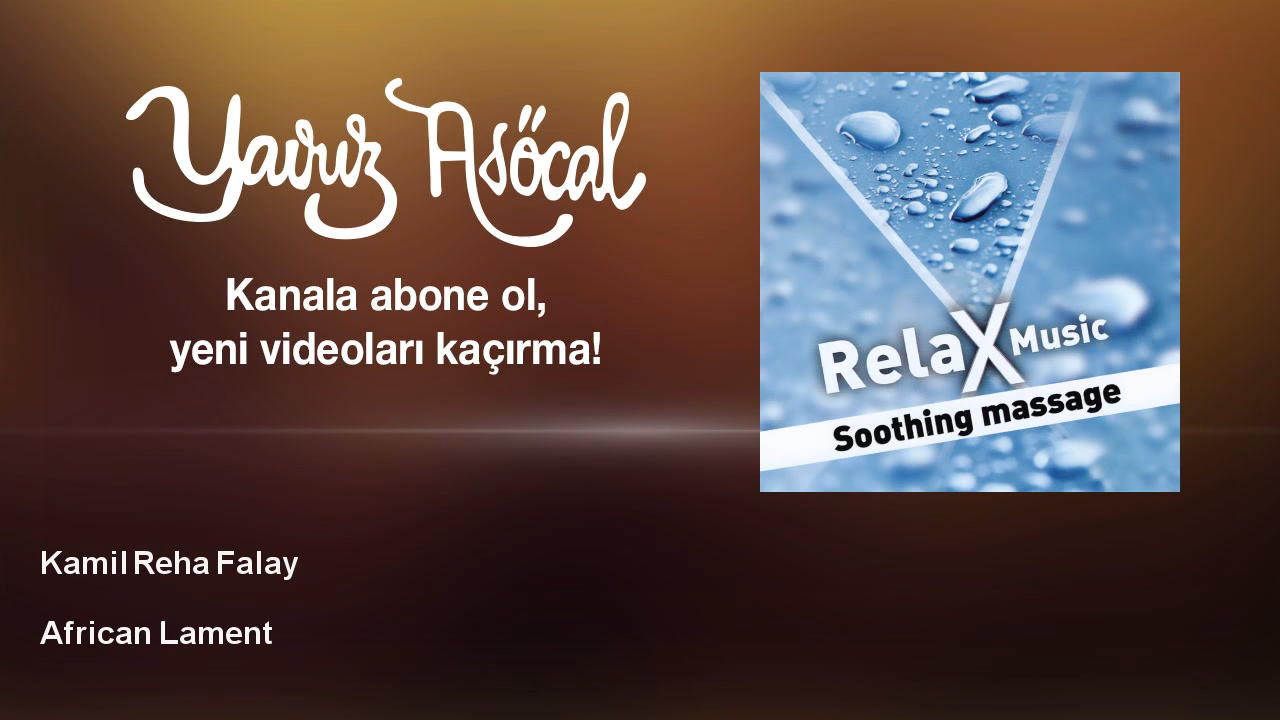 Yavuz Asöcal
Kanala abone ol,
yeni videoları kaçırma!
RelaX Music
Soothing massage
Kamil Reha Falay
African Lament